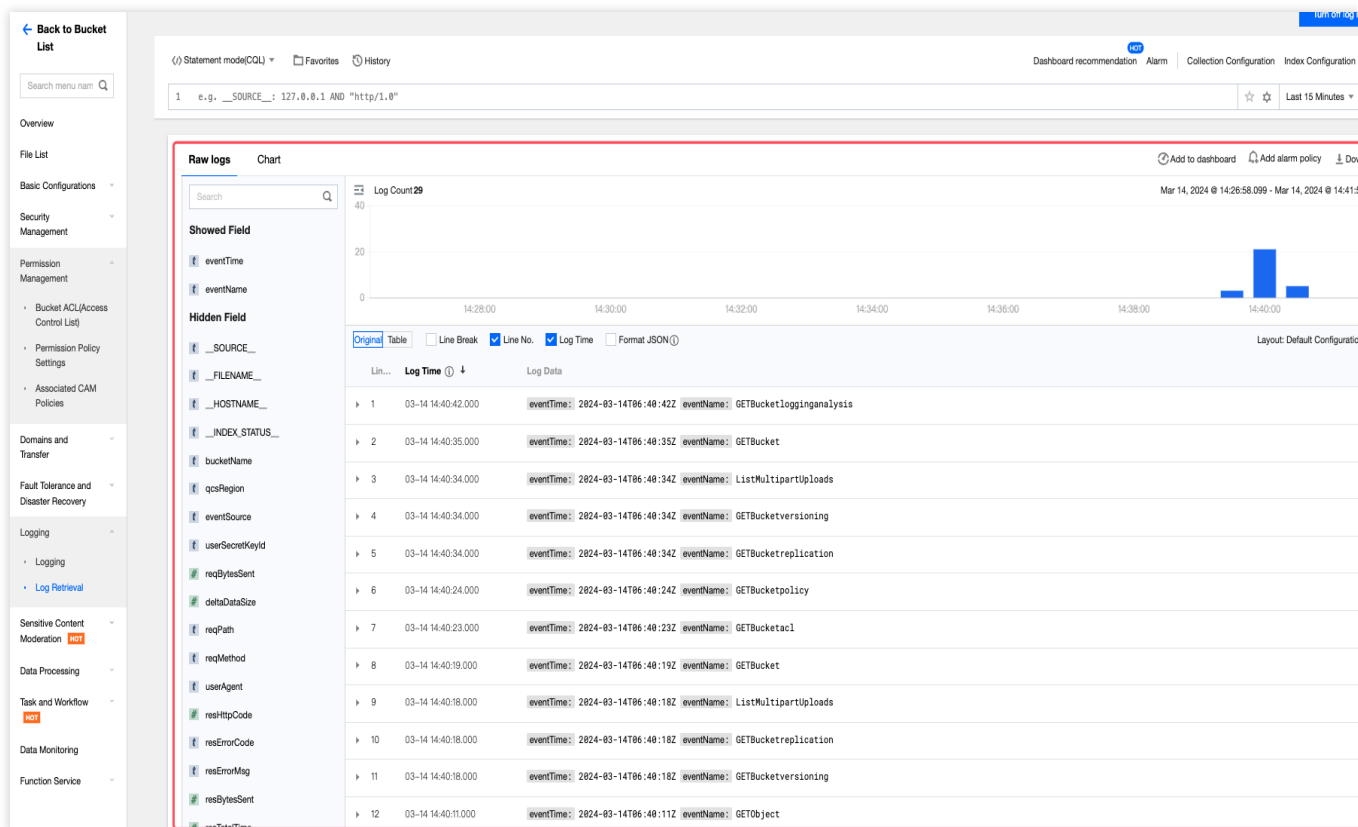 Turn off log
Back to Bucket
List
Search menu nam
Overview
File List
Basic Configurations
Security
Management
Permission
Management
Bucket ACL(Access
Control List)
Permission Policy
Settings
Associated CAM
Policies
Domains and
Transfer
Fault Tolerance and
Disaster Recovery
Logging
Logging
Log Retrieval
Sensitive Content
Moderation HOT
Data Processing
Task and Workflow
HOT
Data Monitoring
Function Service
Statement mode(CQL) Favorites History
HOT
Dashboard recommendation Alarm Collection Configuration Index Configuration
1 e.g. __SOURCE__: 127.0.0.1 AND "http/1.0" Last 15 Minutes
Raw logs Chart Add to dashboard Add alarm policy
Search
Showed Field
t eventTime
t eventName
Hidden Field
t __SOURCE__
t __FILENAME__
t __HOSTNAME__
t __INDEX_STATUS__
t bucketName
t qcsRegion
t eventSource
t userSecretKeyId
# reqBytesSent
# deltaDataSize
t reqPath
t reqMethod
t userAgent
# resHttpCode
t resErrorCode
t resErrorMsg
# resBytesSent
# resTotalTime
Log Count 29 Mar 14, 2024 @ 14:26:58.099 - Mar 14, 2024 @ 14:41:5
40
20
0
14:28:00 14:30:00 14:32:00 14:34:00 14:36:00 14:38:00 14:40:00
Original Table Line Break Line No. Log Time Format JSON Layout: Default Configuratio
Lin... Log Time Log Data
1 03-14 14:40:42.000 eventTime: 2024-03-14T06:40:42Z eventName: GETBucketlogginganalysis
2 03-14 14:40:35.000 eventTime: 2024-03-14T06:40:35Z eventName: GETBucket
3 03-14 14:40:34.000 eventTime: 2024-03-14T06:40:34Z eventName: ListMultipartUploads
4 03-14 14:40:34.000 eventTime: 2024-03-14T06:40:34Z eventName: GETBucketversioning
5 03-14 14:40:34.000 eventTime: 2024-03-14T06:40:34Z eventName: GETBucketreplication
6 03-14 14:40:24.000 eventTime: 2024-03-14T06:40:24Z eventName: GETBucketpolicy
7 03-14 14:40:23.000 eventTime: 2024-03-14T06:40:23Z eventName: GETBucketacl
8 03-14 14:40:19.000 eventTime: 2024-03-14T06:40:19Z eventName: GETBucket
9 03-14 14:40:18.000 eventTime: 2024-03-14T06:40:18Z eventName: ListMultipartUploads
10 03-14 14:40:18.000 eventTime: 2024-03-14T06:40:18Z eventName: GETBucketreplication
11 03-14 14:40:18.000 eventTime: 2024-03-14T06:40:18Z eventName: GETBucketversioning
12 03-14 14:40:11.000 eventTime: 2024-03-14T06:40:11Z eventName: GETObject